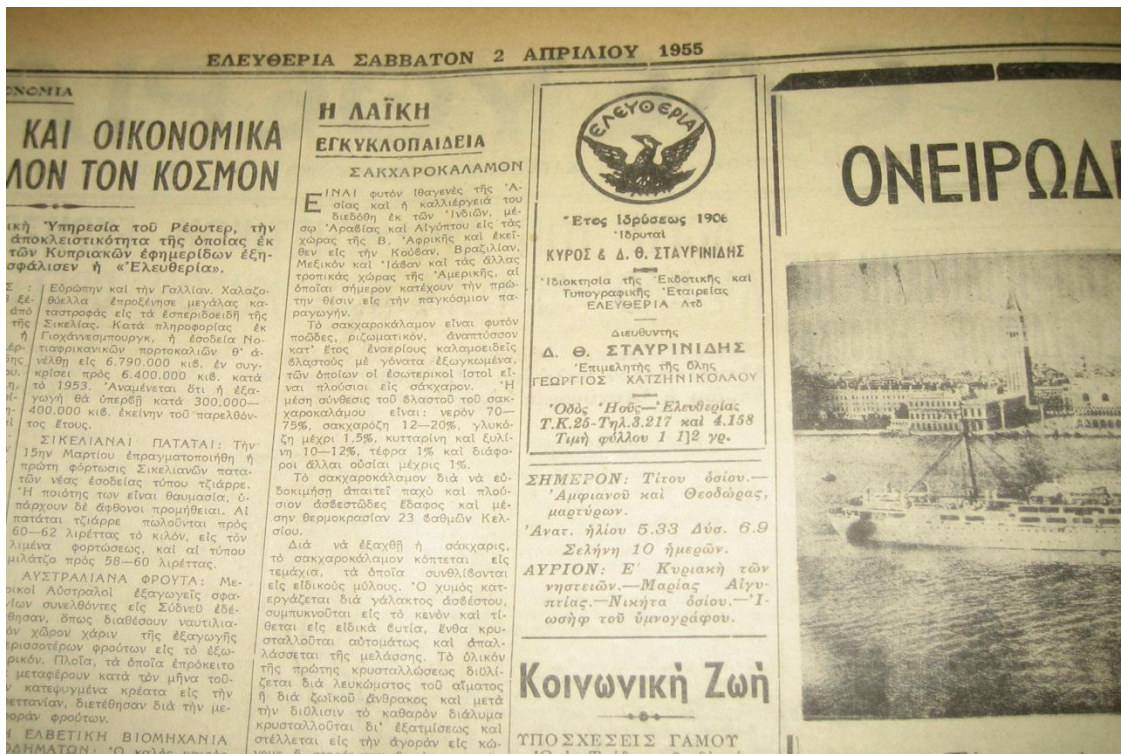 ΕΛΕΥΘΕΡΙΑ ΣΑΒΒΑΤΟΝ 2 ΑΠΡΙΛΙΟΥ 1955
ΚΑΙ ΟΙΚΟΝΟΜΙΚΑ
ΤΟΝ ΚΟΣΜΟΝ
Ὑπηρεσία τοῦ Ρέουτερ, τὴν
ἀποκλειστικότητα τῆς ὁποίας ἐκ
τῶν Κυπριακῶν ἐφημερίδων ἐξη-
σφάλισεν ἡ «Ἐλευθερία».
Εὐρώπην καὶ τὴν Γαλλίαν. Χαλαζο-
θύελλα ἐπροξένησε μεγάλας κα-
ταστροφὰς εἰς τὰ ἑσπεριδοειδῆ τῆς
Σικελίας. Κατὰ πληροφορίας ἐκ
Γιοχάννεσμπουργκ, ἡ ἐσοδεία Νο-
τιαφρικανικῶν πορτοκαλιῶν θ' ἀ-
νέλθῃ εἰς 6.790.000 κιβ. ἐν συγ-
κρίσει πρὸς 6.400.000 κιβ. κατὰ
τὸ 1953. Ἀναμένεται ὅτι ἡ ἐξα-
γωγὴ θὰ ὑπερβῇ κατὰ 300.000—
400.000 κιβ. ἐκείνην τοῦ παρελθόν-
τος ἔτους.
ΣΙΚΕΛΙΑΝΑΙ ΠΑΤΑΤΑΙ: Τὴν
15ην Μαρτίου ἐπραγματοποιήθη ἡ
πρώτη φόρτωσις Σικελιανῶν πατα-
τῶν νέας ἐσοδείας τύπου τζιάρρε.
Ἡ ποιότης των εἶναι θαυμασία, ὑ-
πάρχουν δὲ ἄφθονοι προμήθειαι. Αἱ
πατάται τζιάρρε πωλοῦνται πρὸς
60—62 λιρέττας τὸ κιλόν, εἰς τὸν
λιμένα φορτώσεως, καὶ αἱ τύπου
μιλάτζο πρὸς 58—60 λιρέττας.
ΑΥΣΤΡΑΛΙΑΝΑ ΦΡΟΥΤΑ: Με-
Αὐστραλοὶ ἐξαγωγεῖς σφα-
συνελθόντες εἰς Σύδνεϋ ἐδέ-
ὅπως διαθέσουν ναυτιλια-
χῶρον χάριν τῆς ἐξαγωγῆς
φρούτων εἰς τὸ ἐξω-
Πλοῖα, τὰ ὁποῖα ἐπρόκειτο
μεταφέρουν κατὰ τὸν μῆνα τοῦ-
κατεψυγμένα κρέατα εἰς τὴν
διετέθησαν διὰ τὴν με-
φρούτων.
ΕΛΒΕΤΙΚΗ ΒΙΟΜΗΧΑΝΙΑ
Η ΛΑΪΚΗ
ΕΓΚΥΚΛΟΠΑΙΔΕΙΑ
ΣΑΚΧΑΡΟΚΑΛΑΜΟΝ
ΕΙΝΑΙ φυτόν ἰθαγενὲς τῆς Ἀ-
σίας καὶ ἡ καλλιέργειά του
διεδόθη ἐκ τῶν Ἰνδιῶν, μέ-
σῳ Ἀραβίας καὶ Αἰγύπτου εἰς τὰς
χώρας τῆς Β. Ἀφρικῆς καὶ ἐκεῖ-
θεν εἰς τὴν Κούβαν, Βραζιλίαν,
Μεξικὸν καὶ Ἰάβαν καὶ τὰς ἄλλας
τροπικὰς χώρας τῆς Ἀμερικῆς, αἱ
ὁποῖαι σήμερον κατέχουν τὴν πρώ-
την θέσιν εἰς τὴν παγκόσμιον πα-
ραγωγήν.
Τὸ σακχαροκάλαμον εἶναι φυτόν
ποῶδες, ριζωματικόν, ἀναπτύσσον
κατ' ἔτος ἐναερίους καλαμοειδεῖς
βλαστοὺς μὲ γόνατα ἐξωγκωμένα,
τῶν ὁποίων οἱ ἐσωτερικοὶ ἱστοὶ εἶ-
ναι πλούσιοι εἰς σάκχαρον. Ἡ
μέση σύνθεσις τοῦ βλαστοῦ τοῦ σακ-
χαροκαλάμου εἶναι: νερὸν 70—
75%, σακχαρόζη 12—20%, γλυκό-
ζη μέχρι 1.5%, κυτταρίνη καὶ ξυλί-
νη 10—12%, τέφρα 1% καὶ διάφο-
ροι ἄλλαι οὐσίαι μέχρις 1%.
Τὸ σακχαροκάλαμον διὰ νὰ εὐ-
δοκιμήσῃ ἀπαιτεῖ παχὺ καὶ πλού-
σιον ἀσβεστῶδες ἔδαφος καὶ μέ-
σην θερμοκρασίαν 23 βαθμῶν Κελ-
σίου.
Διὰ νὰ ἐξαχθῇ ἡ σάκχαρις,
τὸ σακχαροκάλαμον κόπτεται εἰς
τεμάχια, τὰ ὁποῖα συνθλίβονται
εἰς εἰδικοὺς μύλους. Ὁ χυμὸς κατ-
εργάζεται διὰ γάλακτος ἀσβέστου,
συμπυκνοῦται εἰς τὸ κενὸν καὶ τί-
θεται εἰς εἰδικὰ βυτία, ἔνθα κρυ-
σταλλοῦται αὐτομάτως καὶ ἀπαλ-
λάσσεται τῆς μελάσσης. Τὸ ὑλικὸν
τῆς πρώτης κρυσταλλώσεως διϋλί-
ζεται διὰ λευκώματος τοῦ αἵματος
ἢ διὰ ζωϊκοῦ ἄνθρακος καὶ μετὰ
τὴν διΰλισιν τὸ καθαρὸν διάλυμα
κρυσταλλοῦται δι' ἐξατμίσεως καὶ
στέλλεται εἰς τὴν ἀγορὰν εἰς κώ-
ΕΛΕΥΘΕΡΙΑ
Ἔτος Ἱδρύσεως 1906
Ἱδρυταὶ
ΚΥΡΟΣ & Δ. Θ. ΣΤΑΥΡΙΝΙΔΗΣ
Ἰδιοκτησία τῆς Ἐκδοτικῆς καὶ
Τυπογραφικῆς Ἑταιρείας
ΕΛΕΥΘΕΡΙΑ Λτδ
Διευθυντὴς
Δ. Θ. ΣΤΑΥΡΙΝΙΔΗΣ
Ἐπιμελητὴς τῆς ὕλης
ΓΕΩΡΓΙΟΣ ΧΑΤΖΗΝΙΚΟΛΑΟΥ
Ὁδὸς Ἠοῦς—Ἐλευθερίας
Τ.Κ.25-Τηλ.3.217 καὶ 4.158
Τιμὴ φύλλου 1 1]2 γρ.
ΣΗΜΕΡΟΝ: Τίτου ὁσίου.—
Ἀμφιανοῦ καὶ Θεοδώρας,
μαρτύρων.
Ἀνατ. ἡλίου 5.33 Δύσ. 6.9
Σελήνη 10 ἡμερῶν.
ΑΥΡΙΟΝ: Ε' Κυριακὴ τῶν
νηστειῶν.—Μαρίας Αἰγυ-
πτίας.—Νικήτα ὁσίου.—Ἰ-
ωσὴφ τοῦ ὑμνογράφου.
Κοινωνική Ζωή
ΥΠΟΣΧΕΣΕΙΣ ΓΑΜΟΥ
ΟΝΕΙΡΩΔΕ